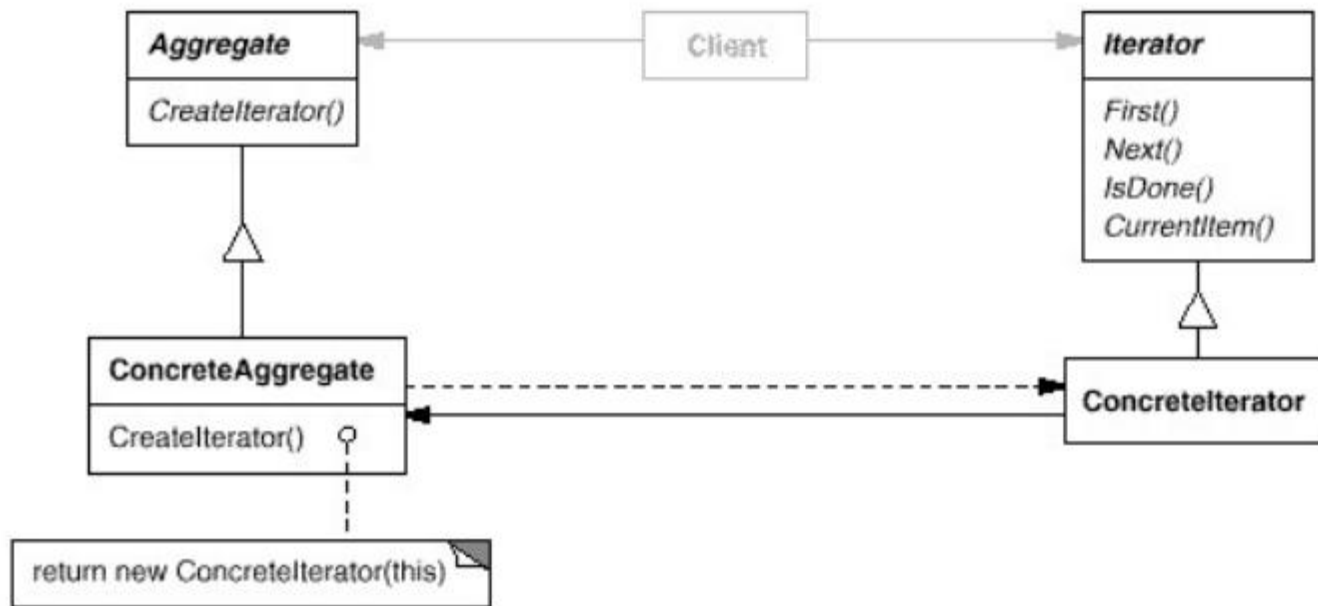 Aggregate
CreateIterator()
Client
Iterator
First()
Next()
IsDone()
CurrentItem()
ConcreteAggregate
CreateIterator()
ConcreteIterator
return new ConcreteIterator(this)